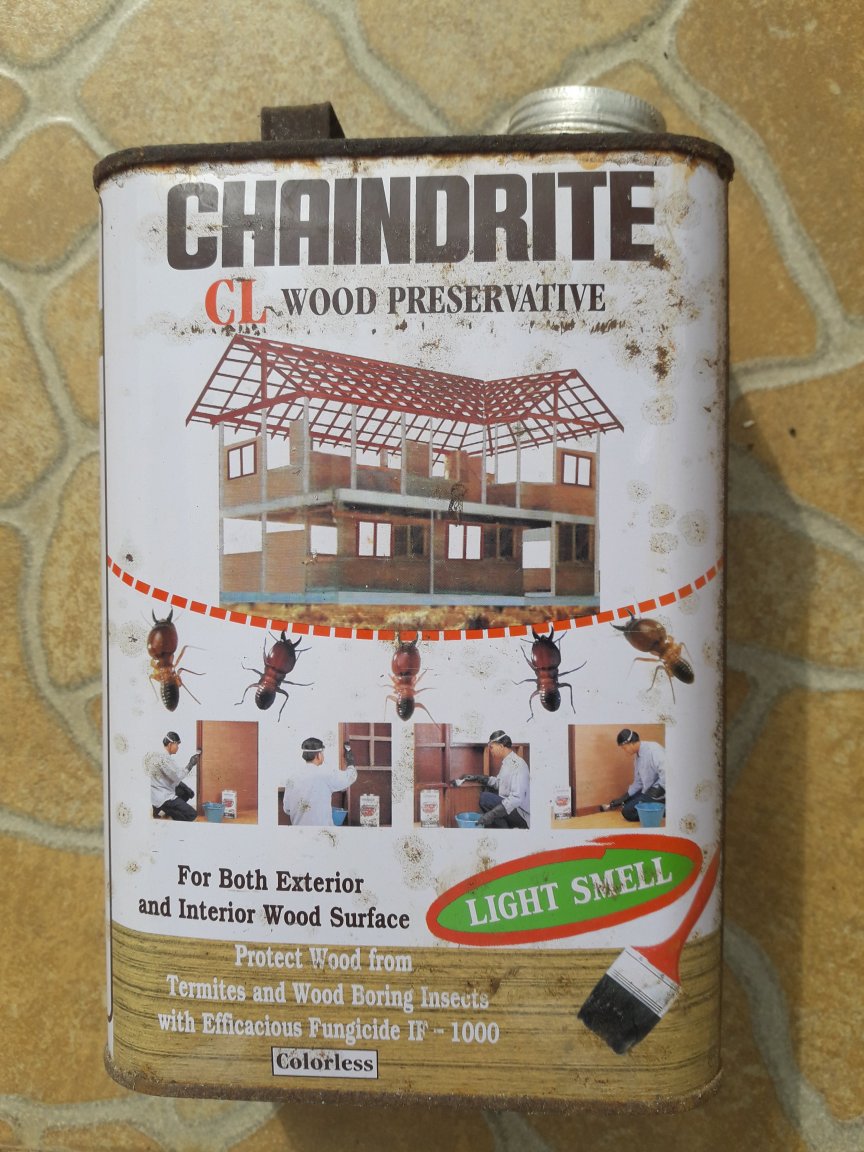 CHAINDRITE
CL WOOD PRESERVATIVE
For Both Exterior
and Interior Wood Surface
LIGHT SMELL
Protect Wood from
Termites and Wood Boring Insects
with Efficacious Fungicide IF - 1000
Colorless